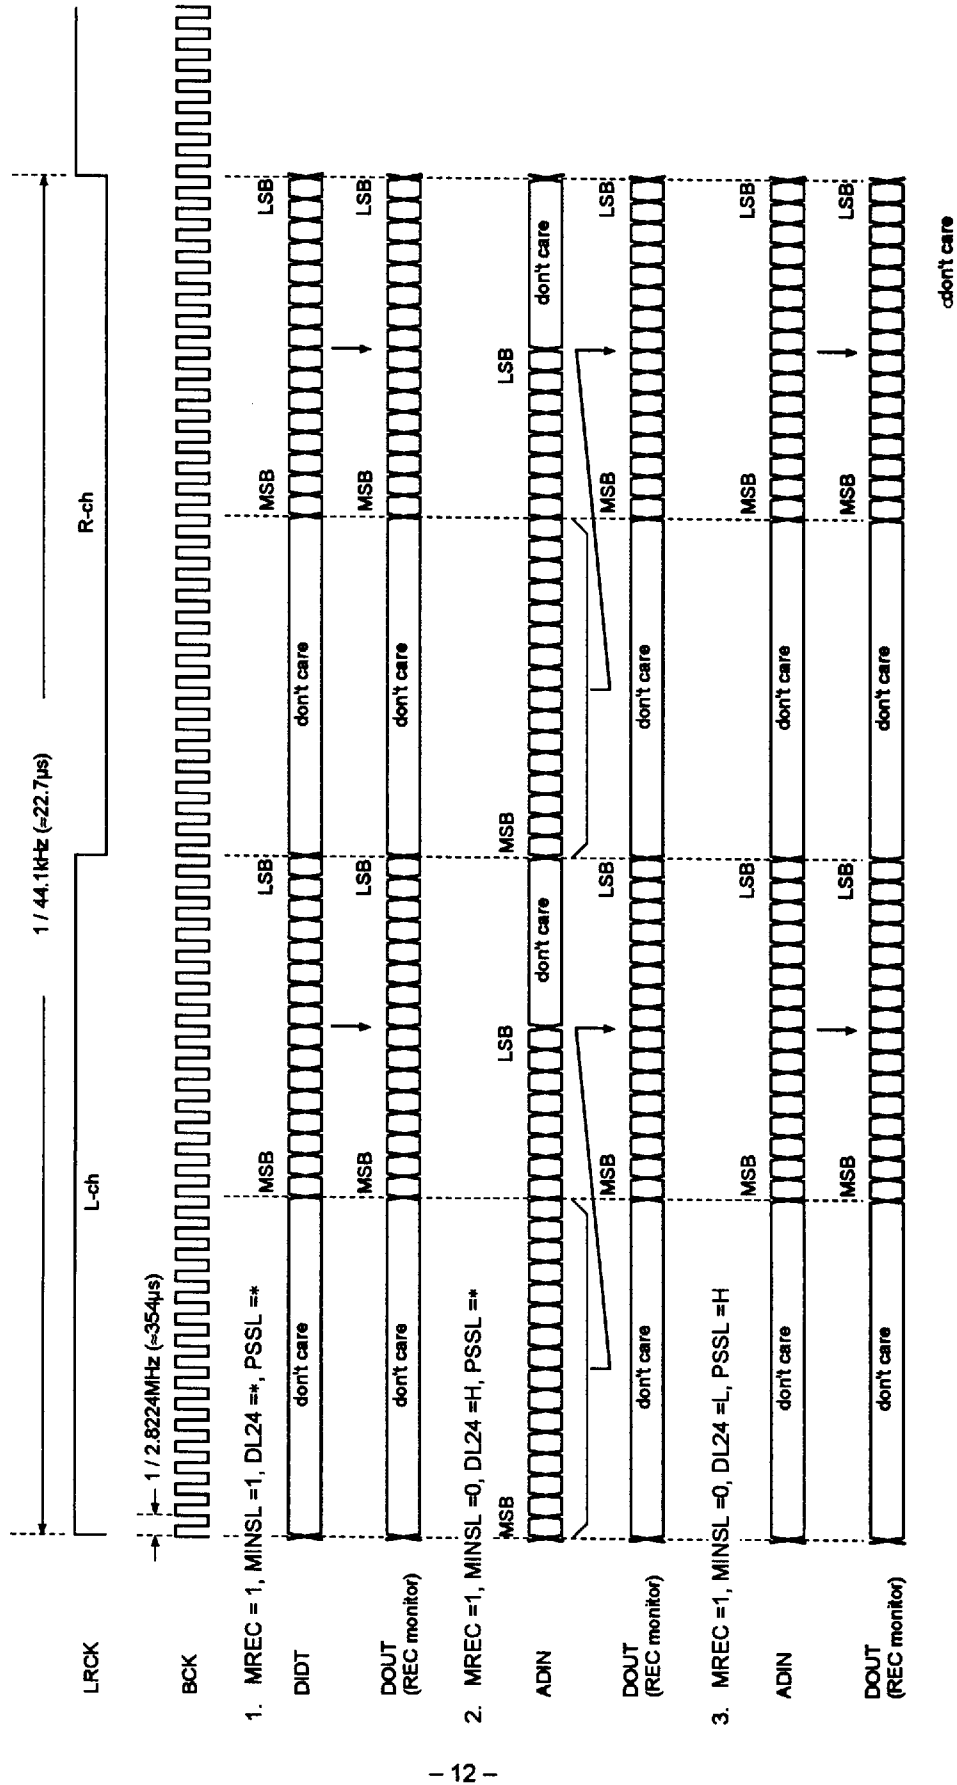 1 / 44.1kHz (≈22.7µs)
LRCK
L-ch
R-ch
1 / 2.8224MHz (≈354µs)
BCK
1. MREC = 1, MINSL =1, DL24 =*, PSSL =*
MSB LSB MSB LSB
DIDT
don't care don't care
MSB LSB MSB LSB
DOUT
(REC monitor)
don't care don't care
2. MREC =1, MINSL =0, DL24 =H, PSSL =*
MSB LSB MSB LSB
ADIN
don't care don't care
MSB LSB MSB LSB
DOUT
(REC monitor)
don't care don't care
3. MREC =1, MINSL =0, DL24 =L, PSSL =H
MSB LSB MSB LSB
ADIN
don't care don't care
MSB LSB MSB LSB
DOUT
(REC monitor)
don't care don't care
don't care
– 12 –